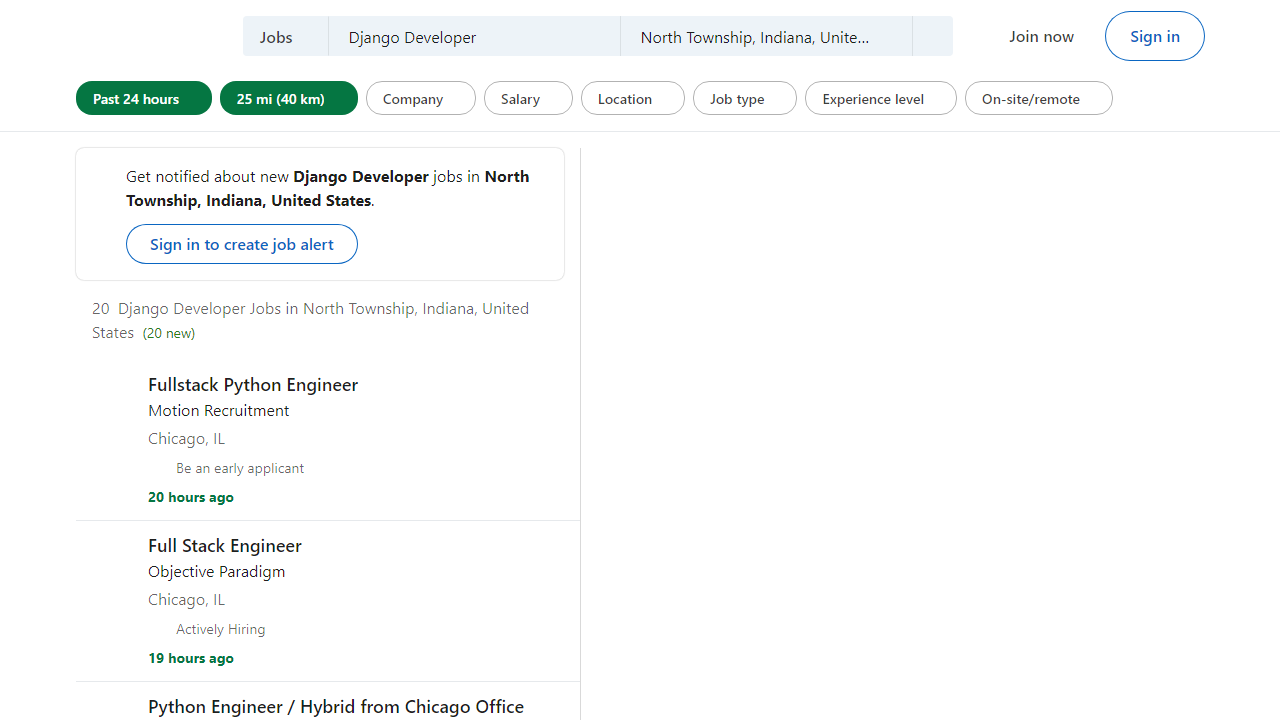 Jobs
Django Developer
North Township, Indiana, Unite...
Join now
Sign in
Past 24 hours
25 mi (40 km)
Company
Salary
Location
Job type
Experience level
On-site/remote
Get notified about new Django Developer jobs in North
Township, Indiana, United States.
Sign in to create job alert
20 Django Developer Jobs in North Township, Indiana, United
States (20 new)
Fullstack Python Engineer
Motion Recruitment
Chicago, IL
Be an early applicant
20 hours ago
Full Stack Engineer
Objective Paradigm
Chicago, IL
Actively Hiring
19 hours ago
Python Engineer / Hybrid from Chicago Office